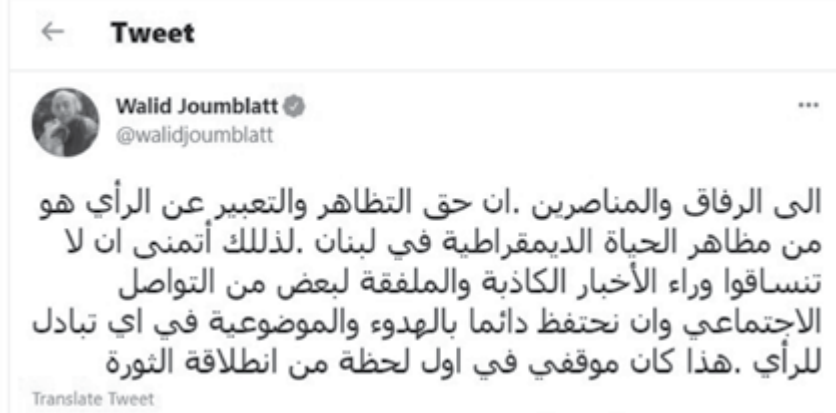 Tweet
Walid Joumblatt
@walidjoumblatt
الى الرفاق والمناصرين .ان حق التظاهر والتعبير عن الرأي هو
من مظاهر الحياة الديمقراطية في لبنان .لذللك أتمنى ان لا
تنساقوا وراء الأخبار الكاذبة والملفقة لبعض من التواصل
الاجتماعي وان نحتفظ دائما بالهدوء والموضوعية في اي تبادل
للرأي .هذا كان موقفي في اول لحظة من انطلاقة الثورة
Translate Tweet